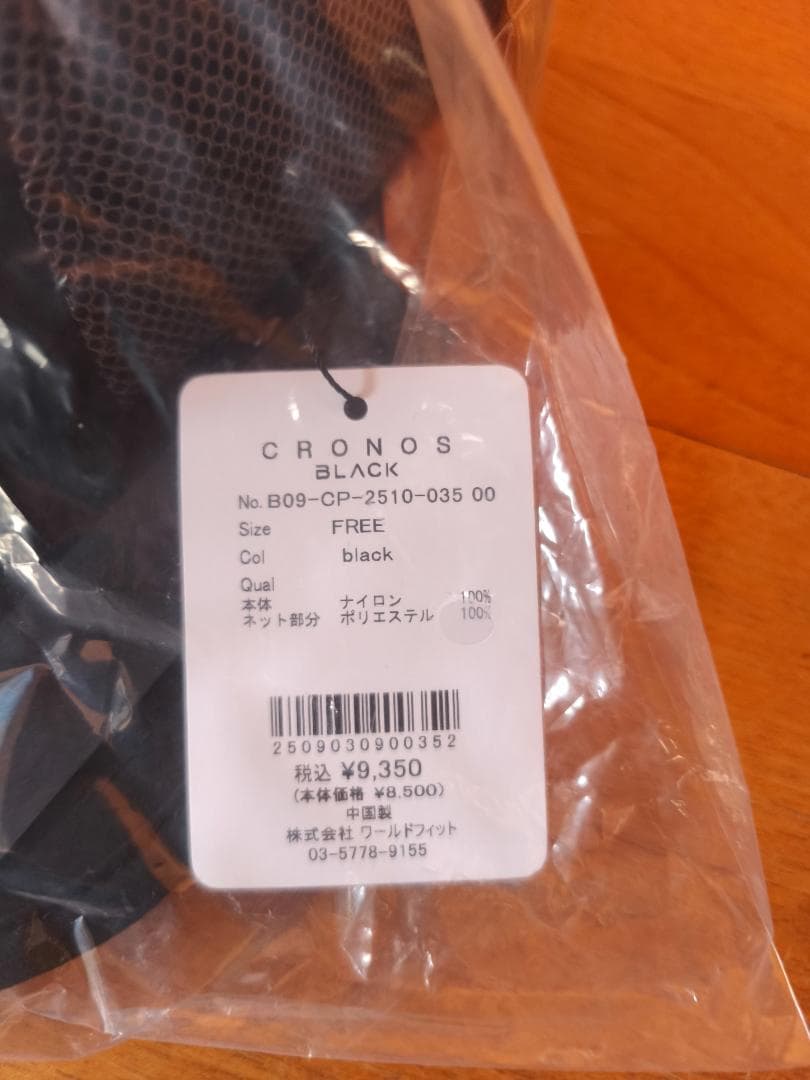 CRONOS
BLACK
No. B09-CP-2510-035 00
Size FREE
Col black
Qual
本体 ナイロン 100%
ネット部分 ポリエステル 100%
2509030900352
税込 ¥9,350
(本体価格 ¥8,500)
中国製
株式会社 ワールドフィット
03-5778-9155